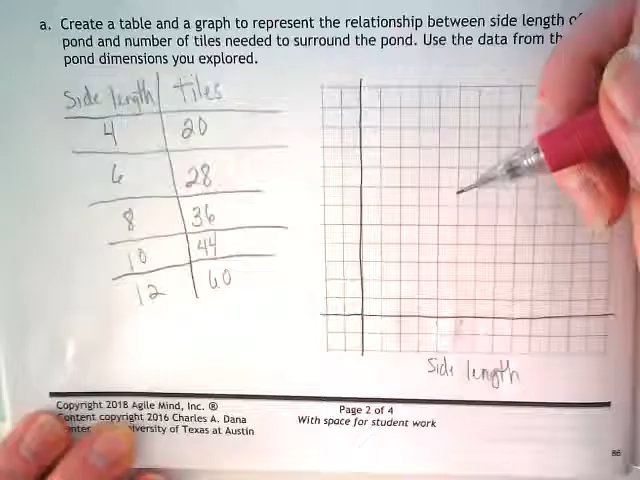 a. Create a table and a graph to represent the relationship between side length of
pond and number of tiles needed to surround the pond. Use the data from th
pond dimensions you explored.
Side length tiles
4 20
6 28
8 36
10 44
12 60
Side length
Copyright 2018 Agile Mind, Inc. ®
Content copyright 2016 Charles A. Dana
Center iversity of Texas at Austin
Page 2 of 4
With space for student work